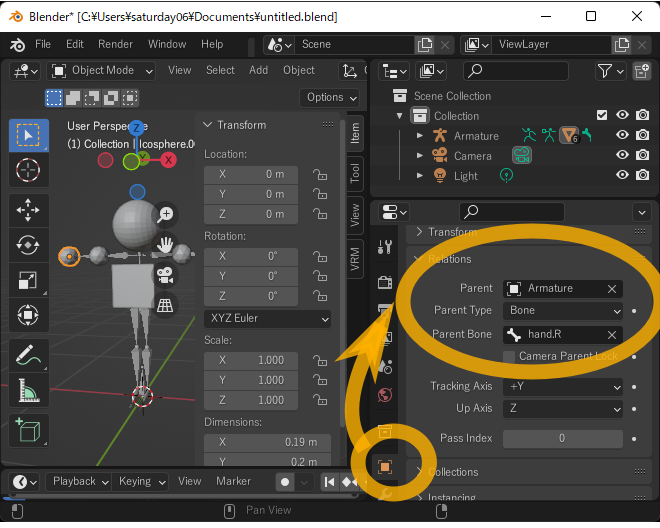 Blender* [C:¥Users¥saturday06¥Documents¥untitled.blend]
File Edit Render Window Help Scene ViewLayer
Object Mode View Select Add Object
Options
Scene Collection
Collection
Armature 6
Camera
Light
User Perspective
(1) Collection | Icosphere.00
Z
Y
X
Transform
Location:
X 0 m
Y 0 m
Z 0 m
Rotation:
X 0°
Y 0°
Z 0°
XYZ Euler
Scale:
X 1.000
Y 1.000
Z 1.000
Dimensions:
X 0.19 m
Y 0.2 m
Item
Tool
View
VRM
Transform
Relations
Parent Armature
Parent Type Bone
Parent Bone hand.R
Camera Parent Lock
Tracking Axis +Y
Up Axis Z
Pass Index 0
Collections
Instancing
Playback Keying View Marker
Pan View